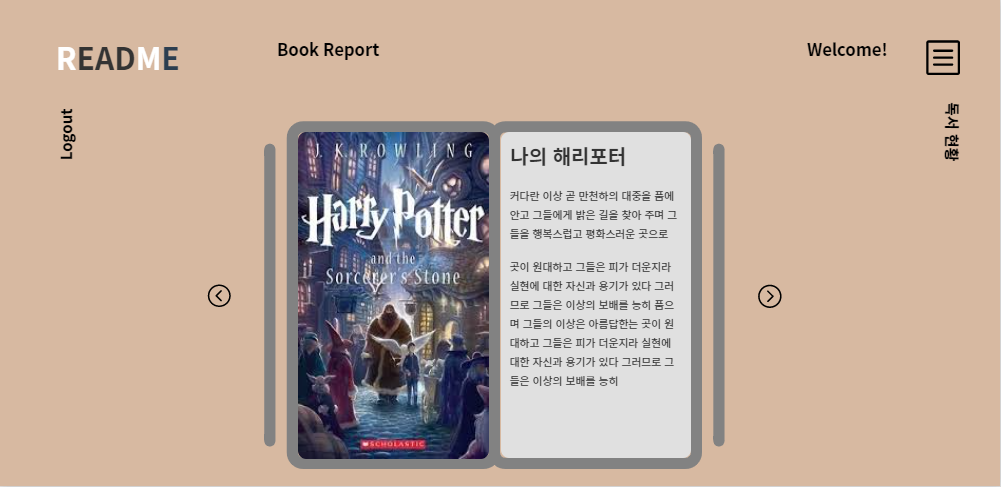 README
Book Report
Welcome!
Logout
독서 현황
J. K. ROWLING
Harry Potter
and the
Sorcerer's Stone
SCHOLASTIC
나의 해리포터
커다란 이상 곧 만천하의 대중을 품에
안고 그들에게 밝은 길을 찾아 주며 그
들을 행복스럽고 평화스러운 곳으로
곳이 원대하고 그들은 피가 더운지라
실현에 대한 자신과 용기가 있다 그러
므로 그들은 이상의 보배를 능히 품으
며 그들의 이상은 아름답한는 곳이 원
대하고 그들은 피가 더운지라 실현에
대한 자신과 용기가 있다 그러므로 그
들은 이상의 보배를 능히